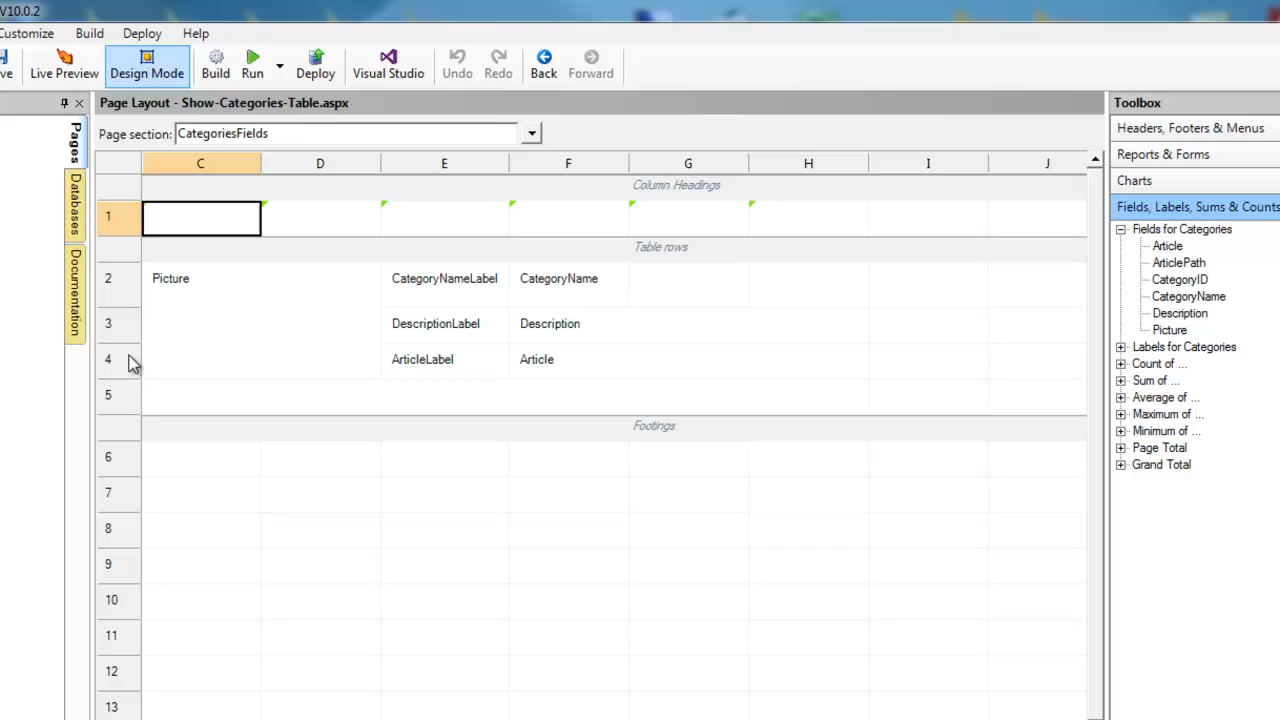 V10.0.2
Customize Build Deploy Help
ve Live Preview Design Mode Build Run Deploy Visual Studio Undo Redo Back Forward
Page Layout - Show-Categories-Table.aspx
Toolbox
Pages
Databases
Documentation
Page section: CategoriesFields
C D E F G H I J
Column Headings
1
Table rows
2 Picture CategoryNameLabel CategoryName
3 DescriptionLabel Description
4 ArticleLabel Article
5
Footings
6
7
8
9
10
11
12
13
Headers, Footers & Menus
Reports & Forms
Charts
Fields, Labels, Sums & Counts
Fields for Categories
Article
ArticlePath
CategoryID
CategoryName
Description
Picture
Labels for Categories
Count of ...
Sum of ...
Average of ...
Maximum of ...
Minimum of ...
Page Total
Grand Total